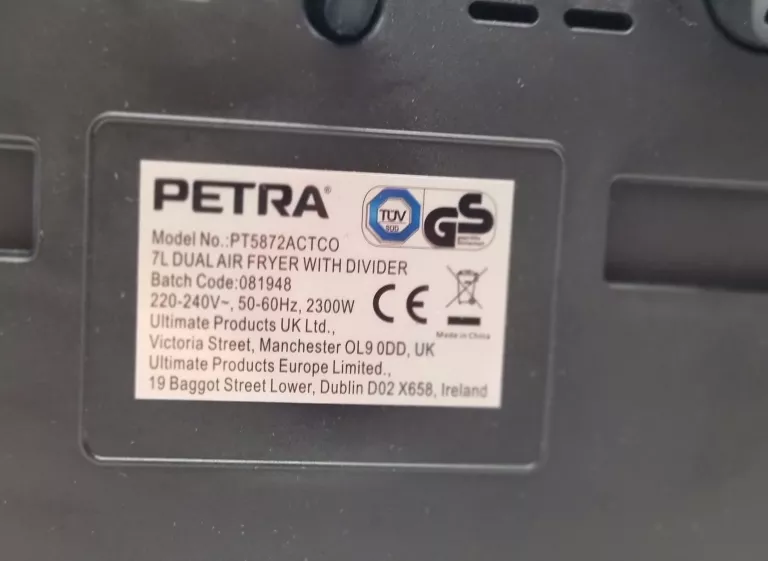 PETRA®
TÜV
SÜD
GS
geprüfte
Sicherheit
Model No.:PT5872ACTCO
7L DUAL AIR FRYER WITH DIVIDER
Batch Code:081948
220-240V~, 50-60Hz, 2300W
CE
Made in China
Ultimate Products UK Ltd.,
Victoria Street, Manchester OL9 0DD, UK
Ultimate Products Europe Limited.,
19 Baggot Street Lower, Dublin D02 X658, Ireland